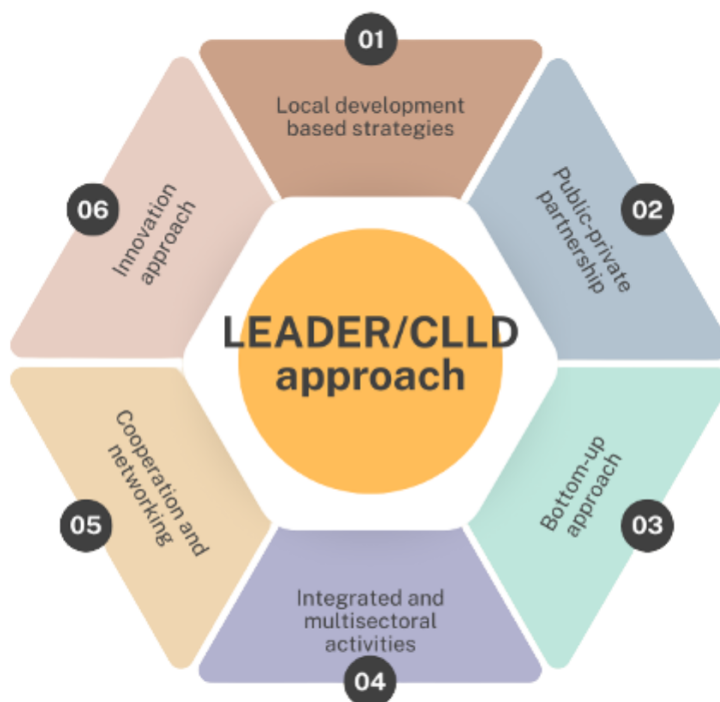 01
Local development
based strategies
02
Public-private
partnership
03
Bottom-up
approach
04
Integrated and
multisectoral
activities
05
Cooperation and
networking
06
Innovation
approach
LEADER/CLLD
approach